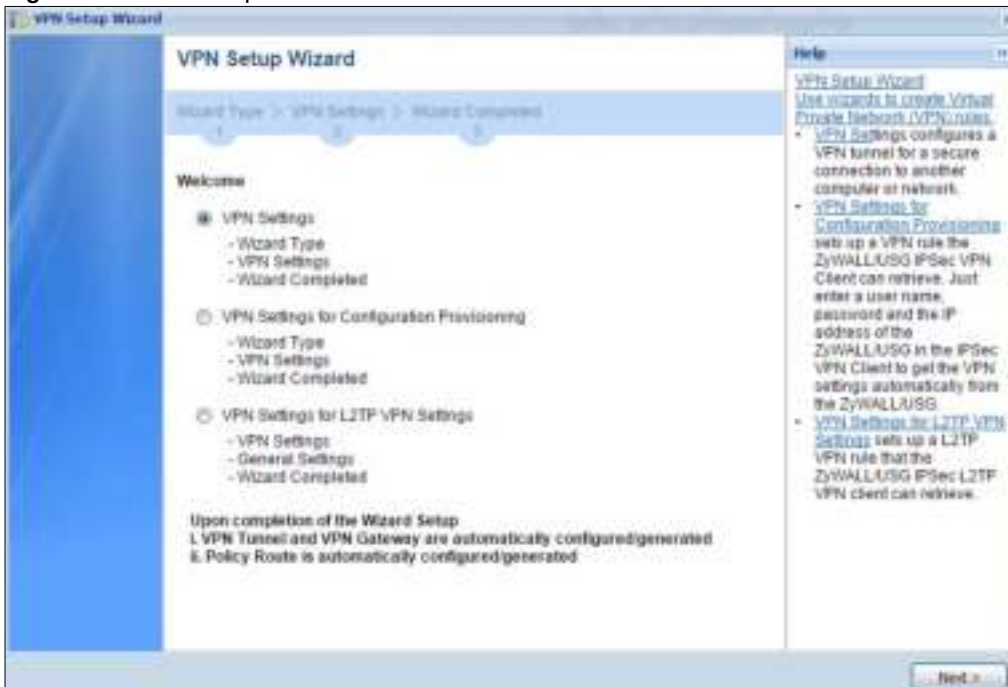 VPN Setup Wizard
VPN Setup Wizard
Wizard Type > VPN Settings > Wizard Completed
1 2 3
Welcome
VPN Settings
- Wizard Type
- VPN Settings
- Wizard Completed
VPN Settings for Configuration Provisioning
- Wizard Type
- VPN Settings
- Wizard Completed
VPN Settings for L2TP VPN Settings
- VPN Settings
- General Settings
- Wizard Completed
Upon completion of the Wizard Setup
i. VPN Tunnel and VPN Gateway are automatically configured/generated
ii. Policy Route is automatically configured/generated
Help
VPN Setup Wizard
Use wizards to create Virtual
Private Network (VPN) rules.
• VPN Settings configures a
VPN tunnel for a secure
connection to another
computer or network.
• VPN Settings for
Configuration Provisioning
sets up a VPN rule the
ZyWALL/USG IPSec VPN
Client can retrieve. Just
enter a user name,
password and the IP
address of the
ZyWALL/USG in the IPSec
VPN Client to get the VPN
settings automatically from
the ZyWALL/USG.
• VPN Settings for L2TP VPN
Settings sets up a L2TP
VPN rule that the
ZyWALL/USG IPSec L2TP
VPN client can retrieve.
Next >